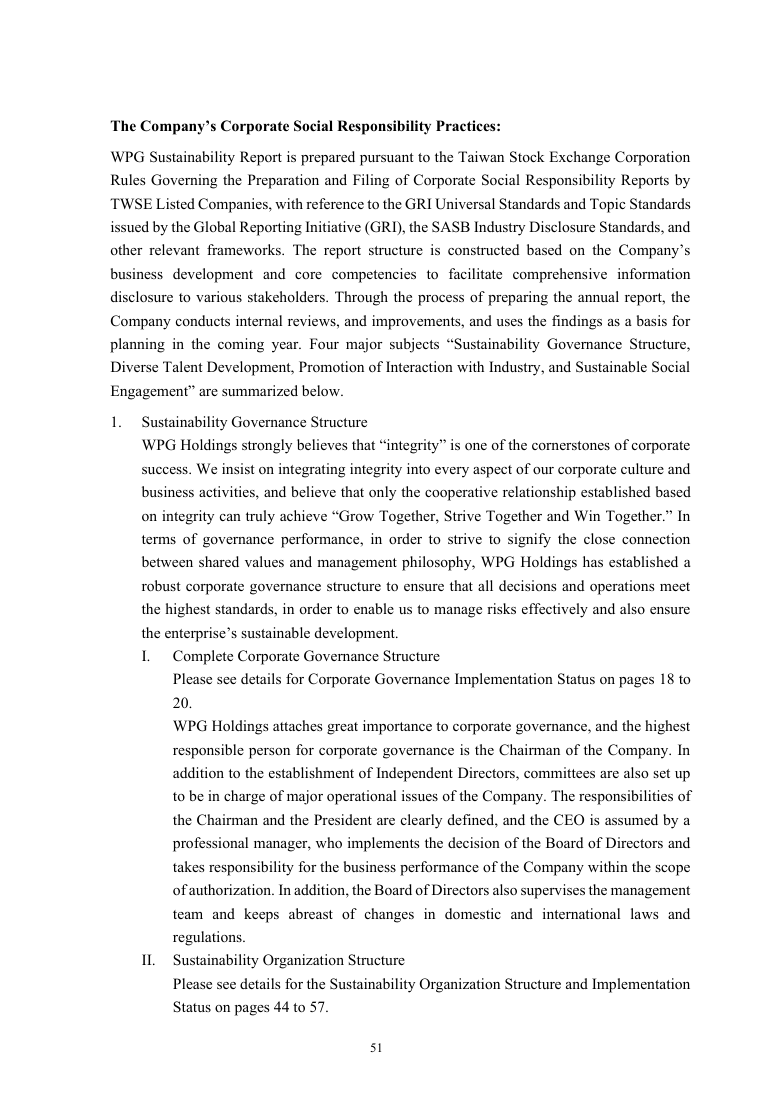 The Company’s Corporate Social Responsibility Practices:
WPG Sustainability Report is prepared pursuant to the Taiwan Stock Exchange Corporation
Rules Governing the Preparation and Filing of Corporate Social Responsibility Reports by
TWSE Listed Companies, with reference to the GRI Universal Standards and Topic Standards
issued by the Global Reporting Initiative (GRI), the SASB Industry Disclosure Standards, and
other relevant frameworks. The report structure is constructed based on the Company’s
business development and core competencies to facilitate comprehensive information
disclosure to various stakeholders. Through the process of preparing the annual report, the
Company conducts internal reviews, and improvements, and uses the findings as a basis for
planning in the coming year. Four major subjects “Sustainability Governance Structure,
Diverse Talent Development, Promotion of Interaction with Industry, and Sustainable Social
Engagement” are summarized below.
1. Sustainability Governance Structure
WPG Holdings strongly believes that “integrity” is one of the cornerstones of corporate
success. We insist on integrating integrity into every aspect of our corporate culture and
business activities, and believe that only the cooperative relationship established based
on integrity can truly achieve “Grow Together, Strive Together and Win Together.” In
terms of governance performance, in order to strive to signify the close connection
between shared values and management philosophy, WPG Holdings has established a
robust corporate governance structure to ensure that all decisions and operations meet
the highest standards, in order to enable us to manage risks effectively and also ensure
the enterprise’s sustainable development.
I. Complete Corporate Governance Structure
Please see details for Corporate Governance Implementation Status on pages 18 to
20.
WPG Holdings attaches great importance to corporate governance, and the highest
responsible person for corporate governance is the Chairman of the Company. In
addition to the establishment of Independent Directors, committees are also set up
to be in charge of major operational issues of the Company. The responsibilities of
the Chairman and the President are clearly defined, and the CEO is assumed by a
professional manager, who implements the decision of the Board of Directors and
takes responsibility for the business performance of the Company within the scope
of authorization. In addition, the Board of Directors also supervises the management
team and keeps abreast of changes in domestic and international laws and
regulations.
II. Sustainability Organization Structure
Please see details for the Sustainability Organization Structure and Implementation
Status on pages 44 to 57.
51